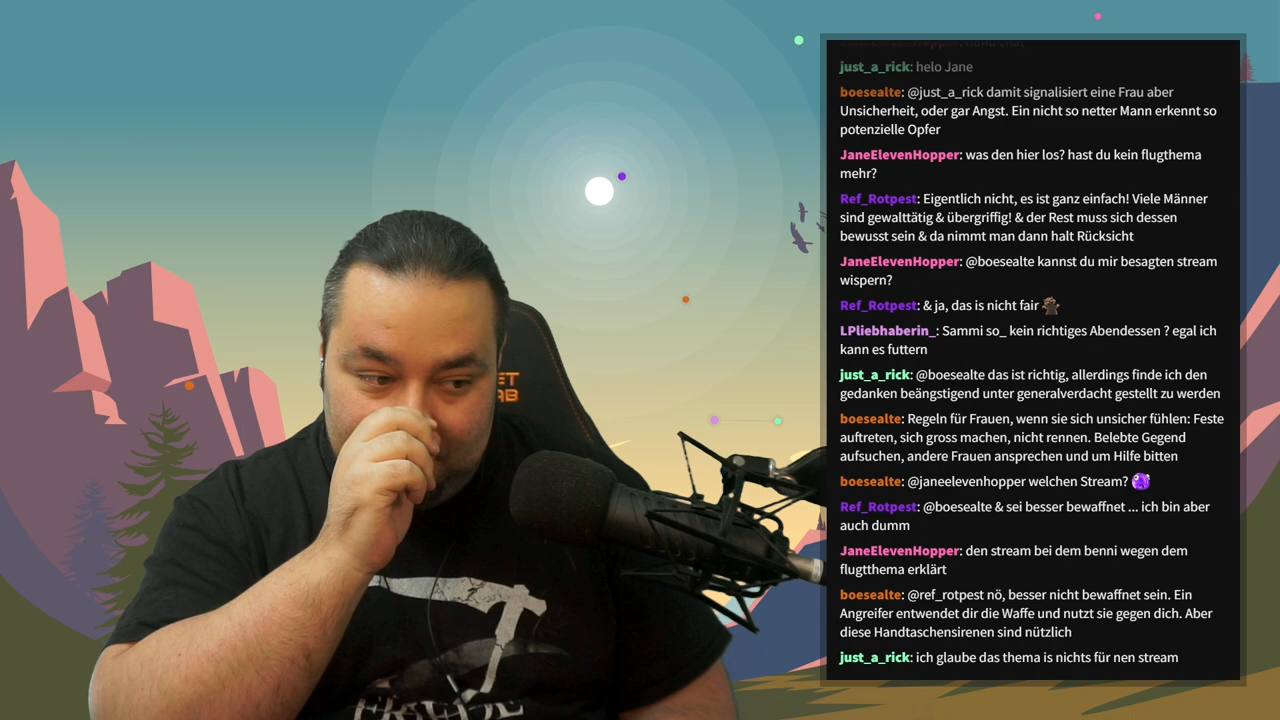 just_a_rick: helo Jane
boesealte: @just_a_rick damit signalisiert eine Frau aber
Unsicherheit, oder gar Angst. Ein nicht so netter Mann erkennt so
potenzielle Opfer
JaneElevenHopper: was den hier los? hast du kein flugthema
mehr?
Ref_Rotpest: Eigentlich nicht, es ist ganz einfach! Viele Männer
sind gewalttätig & übergriffig! & der Rest muss sich dessen
bewusst sein & da nimmt man dann halt Rücksicht
JaneElevenHopper: @boesealte kannst du mir besagten stream
wispern?
Ref_Rotpest: & ja, das is nicht fair
LPliebhaberin_: Sammi so_ kein richtiges Abendessen ? egal ich
kann es futtern
just_a_rick: @boesealte das ist richtig, allerdings finde ich den
gedanken beängstigend unter generalverdacht gestellt zu werden
boesealte: Regeln für Frauen, wenn sie sich unsicher fühlen: Feste
auftreten, sich gross machen, nicht rennen. Belebte Gegend
aufsuchen, andere Frauen ansprechen und um Hilfe bitten
boesealte: @janeelevenhopper welchen Stream?
Ref_Rotpest: @boesealte & sei besser bewaffnet ... ich bin aber
auch dumm
JaneElevenHopper: den stream bei dem benni wegen dem
flugtthema erklärt
boesealte: @ref_rotpest nö, besser nicht bewaffnet sein. Ein
Angreifer entwendet dir die Waffe und nutzt sie gegen dich. Aber
diese Handtaschensirenen sind nützlich
just_a_rick: ich glaube das thema is nichts für nen stream